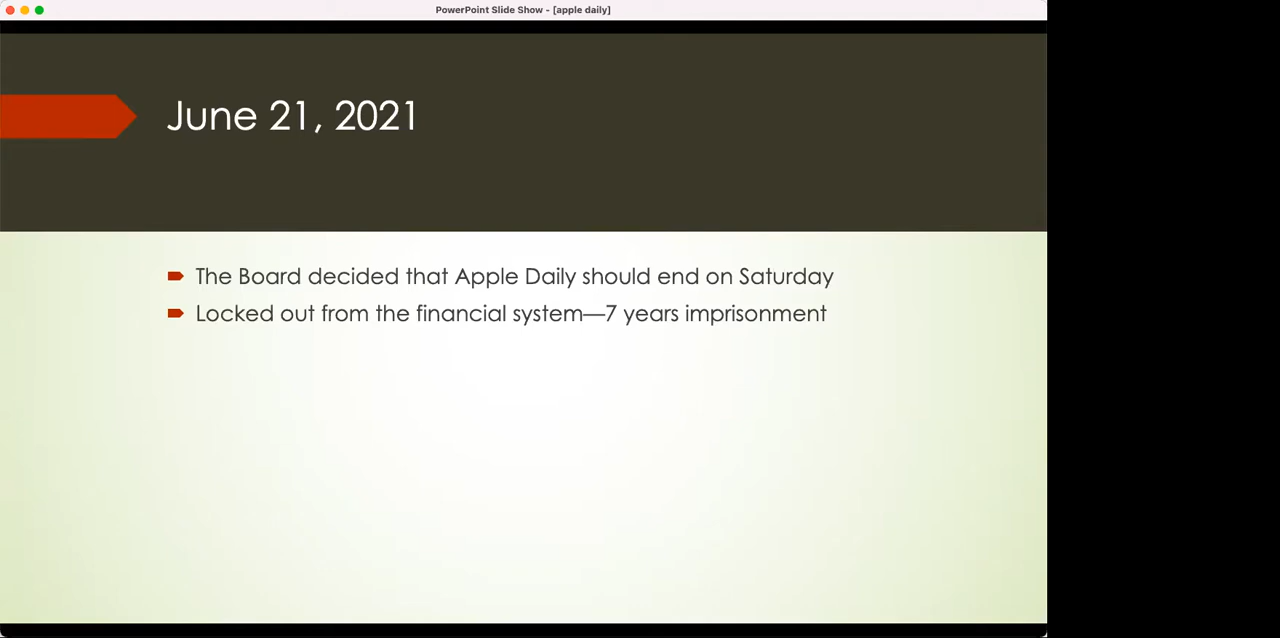 PowerPoint Slide Show - [apple daily]
June 21, 2021
The Board decided that Apple Daily should end on Saturday
Locked out from the financial system—7 years imprisonment